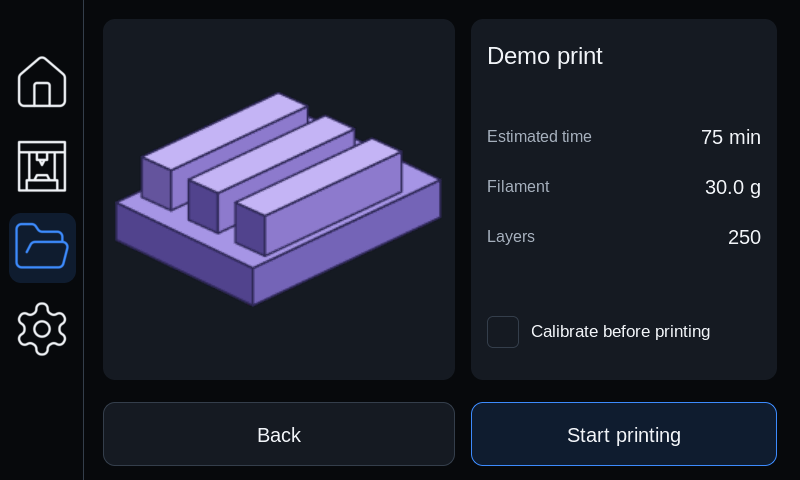 Demo print
Estimated time 75 min
Filament 30.0 g
Layers 250
Calibrate before printing
Back
Start printing